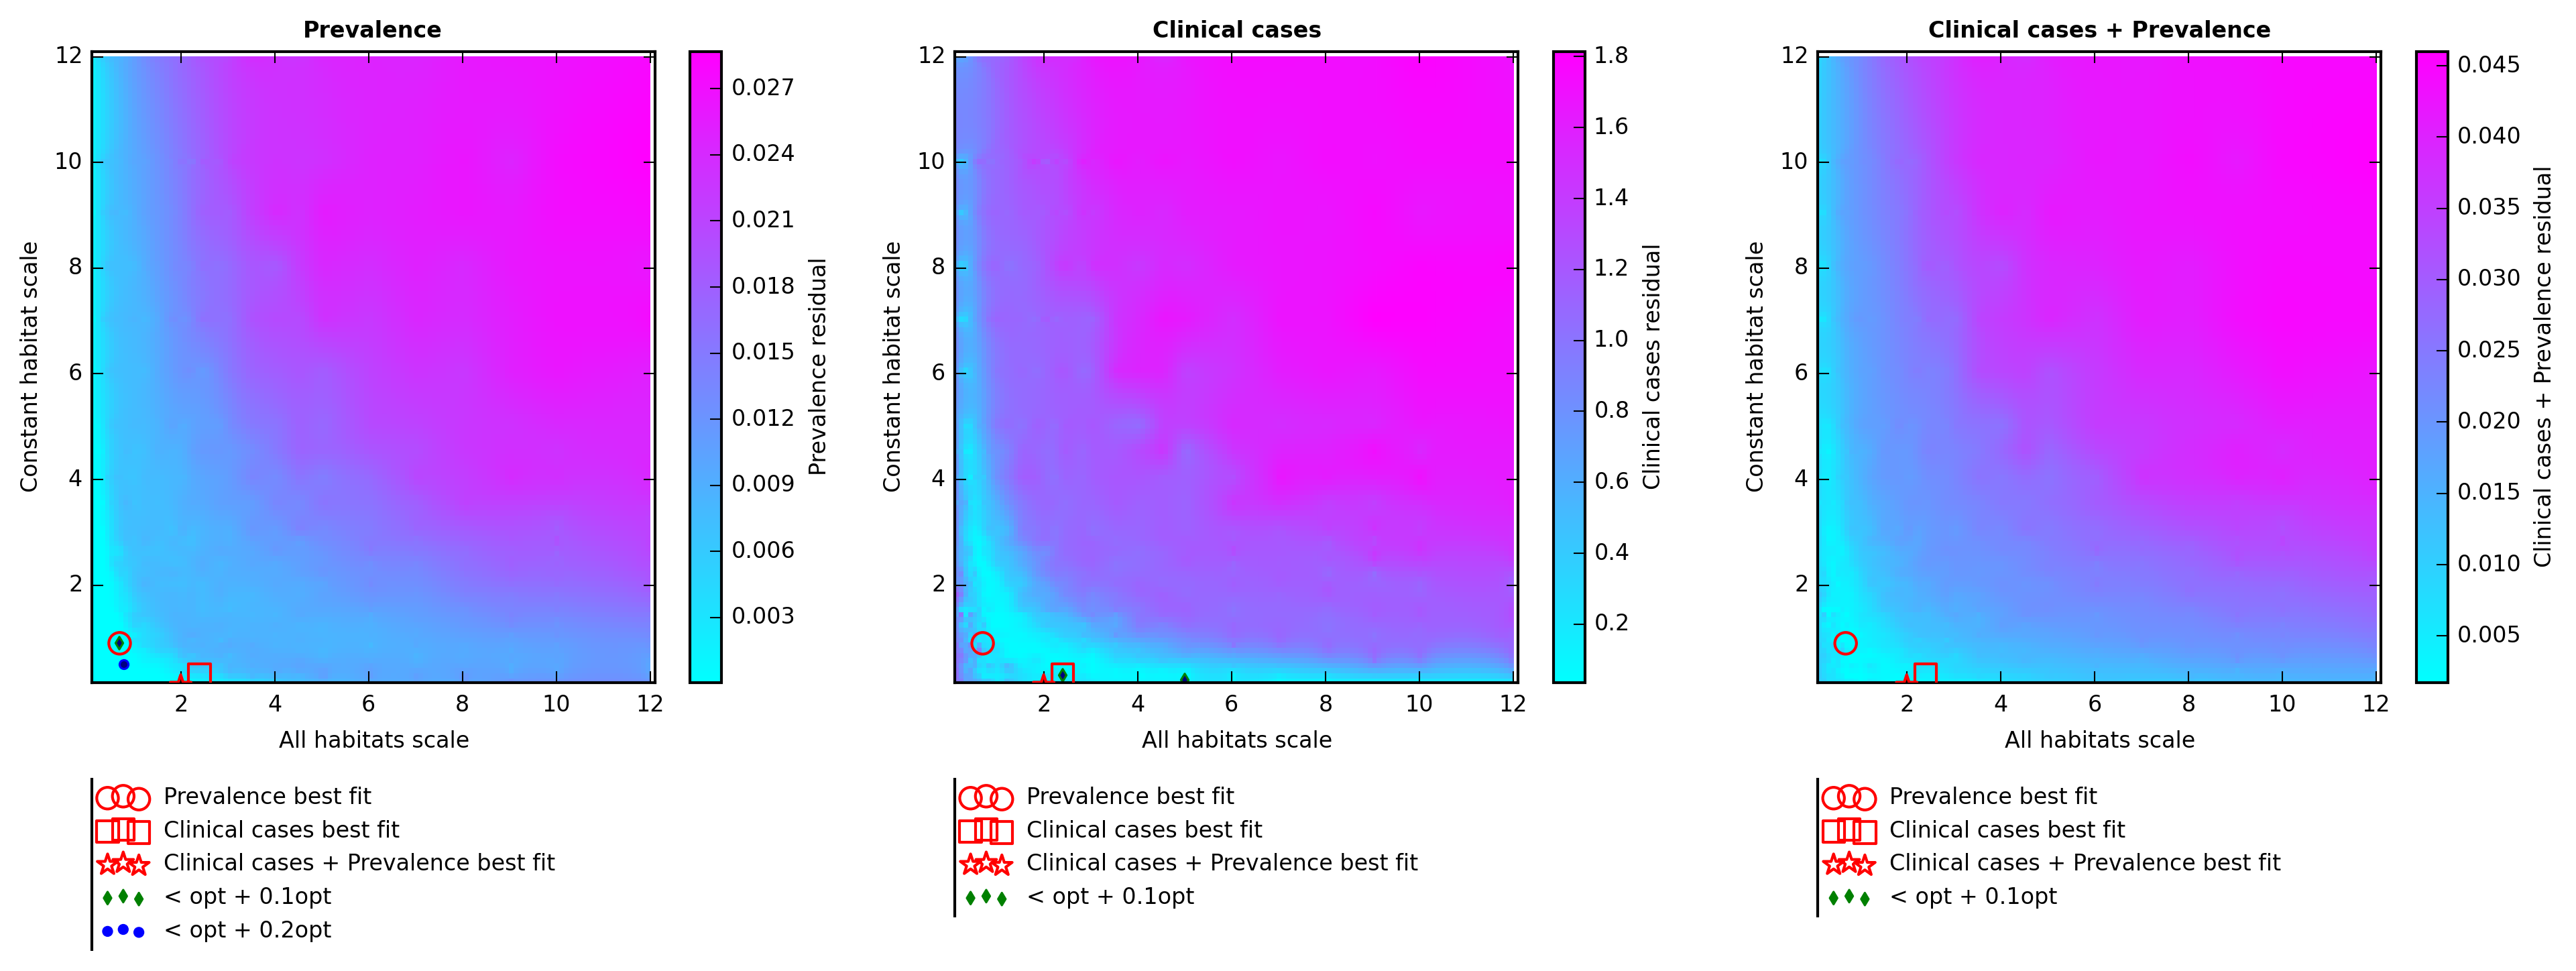 Prevalence
12
10
8
6
4
2
Constant habitat scale
2 4 6 8 10 12
All habitats scale
0.027
0.024
0.021
0.018
0.015
0.012
0.009
0.006
0.003
Prevalence residual
Prevalence best fit
Clinical cases best fit
Clinical cases + Prevalence best fit
< opt + 0.1opt
< opt + 0.2opt
Clinical cases
12
10
8
6
4
2
Constant habitat scale
2 4 6 8 10 12
All habitats scale
1.8
1.6
1.4
1.2
1.0
0.8
0.6
0.4
0.2
Clinical cases residual
Prevalence best fit
Clinical cases best fit
Clinical cases + Prevalence best fit
< opt + 0.1opt
Clinical cases + Prevalence
12
10
8
6
4
2
Constant habitat scale
2 4 6 8 10 12
All habitats scale
0.045
0.040
0.035
0.030
0.025
0.020
0.015
0.010
0.005
Clinical cases + Prevalence residual
Prevalence best fit
Clinical cases best fit
Clinical cases + Prevalence best fit
< opt + 0.1opt